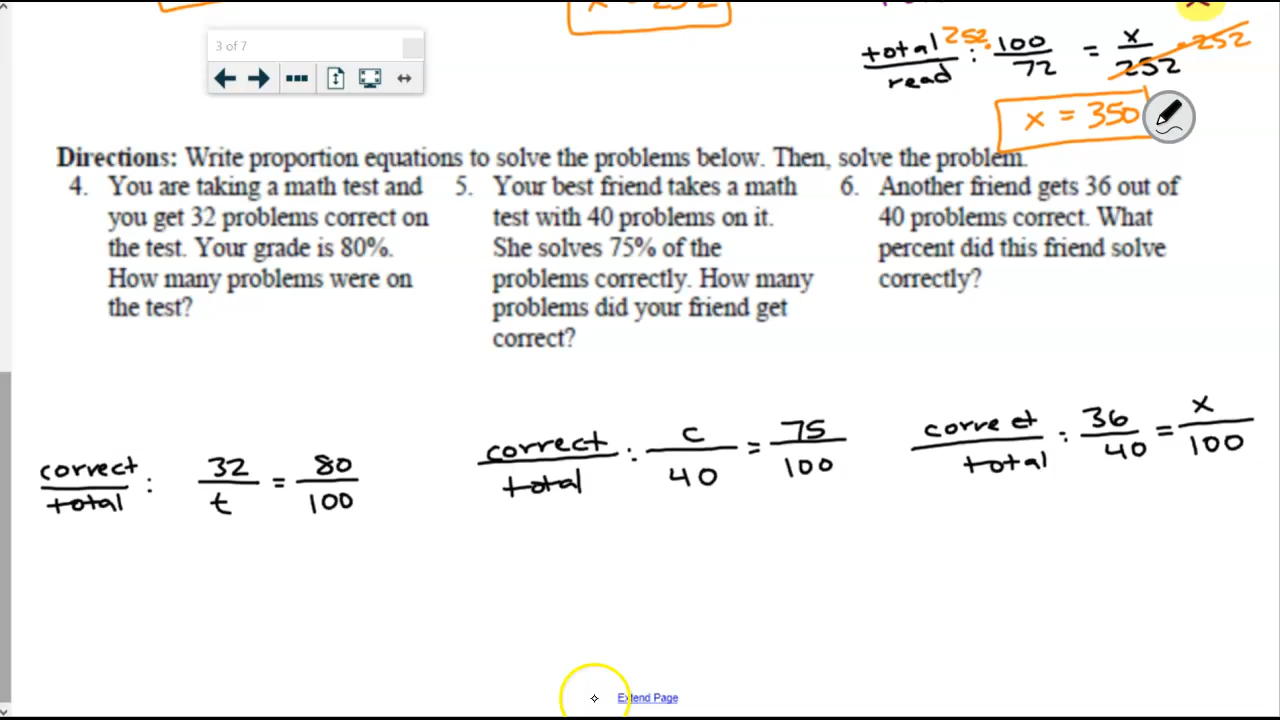 3 of 7
total 252 · 100 = x · 252
read : 72 252
x = 350
Directions: Write proportion equations to solve the problems below. Then, solve the problem.
4. You are taking a math test and
you get 32 problems correct on
the test. Your grade is 80%.
How many problems were on
the test?
5. Your best friend takes a math
test with 40 problems on it.
She solves 75% of the
problems correctly. How many
problems did your friend get
correct?
6. Another friend gets 36 out of
40 problems correct. What
percent did this friend solve
correctly?
correct : 32 = 80
total t 100
correct : c = 75
total 40 100
correct : 36 = x
total 40 100
Extend Page